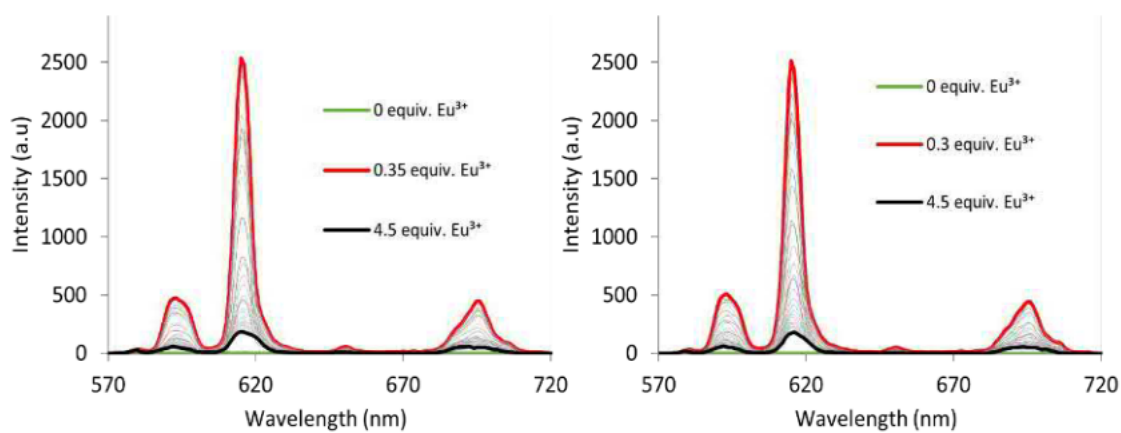 2500
2000
1500
1000
500
0
Intensity (a.u)
0 equiv. Eu³⁺
0.35 equiv. Eu³⁺
4.5 equiv. Eu³⁺
570 620 670 720
Wavelength (nm)
2500
2000
1500
1000
500
0
Intensity (a.u)
0 equiv. Eu³⁺
0.3 equiv. Eu³⁺
4.5 equiv. Eu³⁺
570 620 670 720
Wavelength (nm)